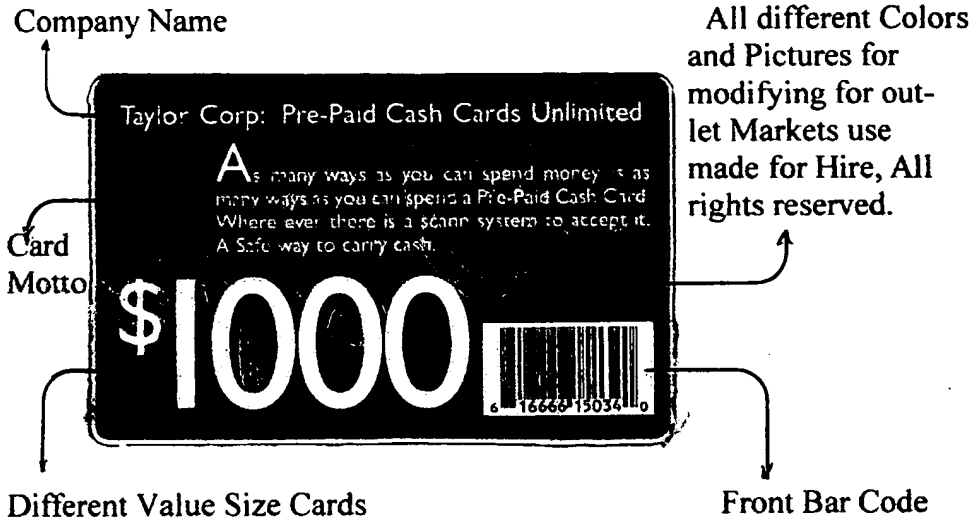 Company Name
All different Colors
and Pictures for
modifying for out-
let Markets use
made for Hire, All
rights reserved.
Taylor Corp: Pre-Paid Cash Cards Unlimited
As many ways as you can spend money is as
many ways as you can spend a Pre-Paid Cash Card
Where ever there is a scann system to accept it.
A Safe way to carry cash.
Card
Motto
$1000
6 16666 15034 0
Different Value Size Cards
Front Bar Code